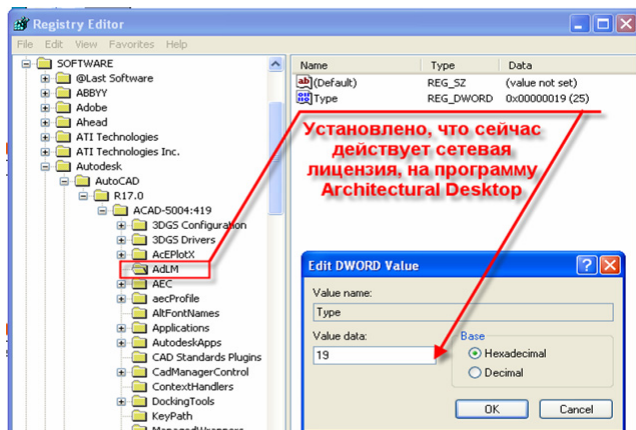 Registry Editor
File Edit View Favorites Help
SOFTWARE
@Last Software
ABBYY
Adobe
Ahead
ATI Technologies
ATI Technologies Inc.
Autodesk
AutoCAD
R17.0
ACAD-5004:419
3DGS Configuration
3DGS Drivers
AcEPlotX
AdLM
AEC
aecProfile
AltFontNames
Applications
AutodeskApps
CAD Standards Plugins
CadManagerControl
ContextHandlers
DockingTools
KeyPath
ManagedWrappers
Name Type Data
(Default) REG_SZ (value not set)
Type REG_DWORD 0x00000019 (25)
Установлено, что сейчас
действует сетевая
лицензия, на программу
Architectural Desktop
Edit DWORD Value
Value name:
Type
Value data:
19
Base
Hexadecimal
Decimal
OK Cancel